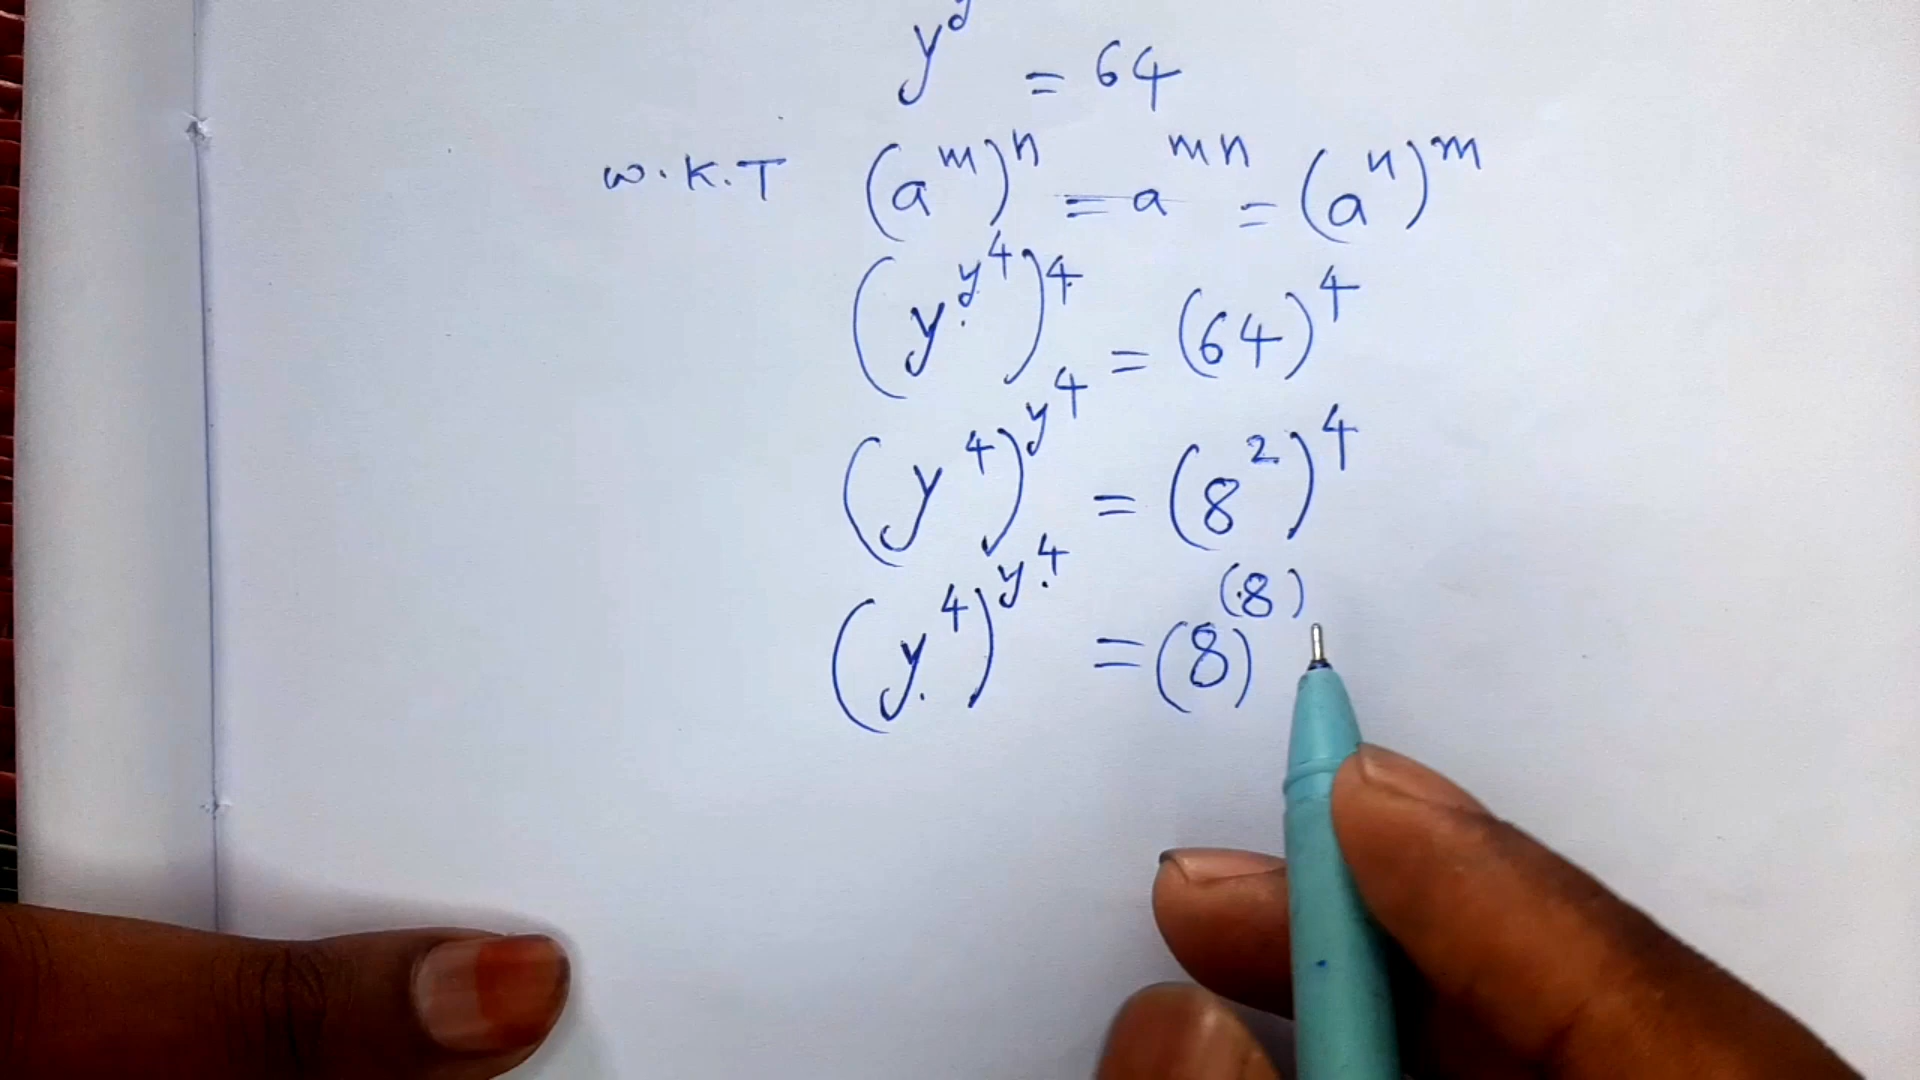 y^y = 64
W.K.T (a^m)^n = a^mn = (a^n)^m
(y^y^4)^4 = (64)^4
(y^4)^y^4 = (8^2)^4
(y^4)^y^4 = (8)^(8)